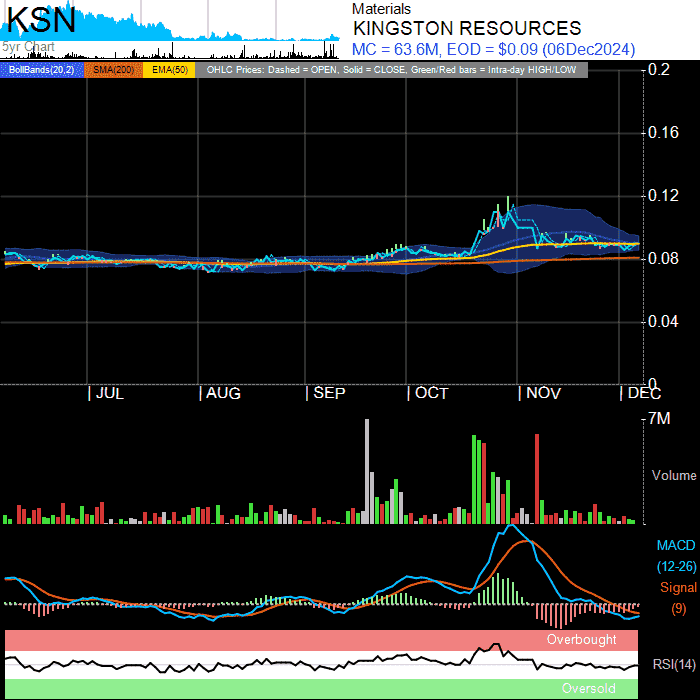 KSN
5yr Chart
Materials
KINGSTON RESOURCES
MC = 63.6M, EOD = $0.09 (06Dec2024)
BollBands(20,2) SMA(200) EMA(50) OHLC Prices: Dashed = OPEN, Solid = CLOSE, Green/Red bars = Intra-day HIGH/LOW
0.2
0.16
0.12
0.08
0.04
0
JUL AUG SEP OCT NOV DEC
7M
Volume
MACD
(12-26)
Signal
(9)
Overbought
RSI(14)
Oversold